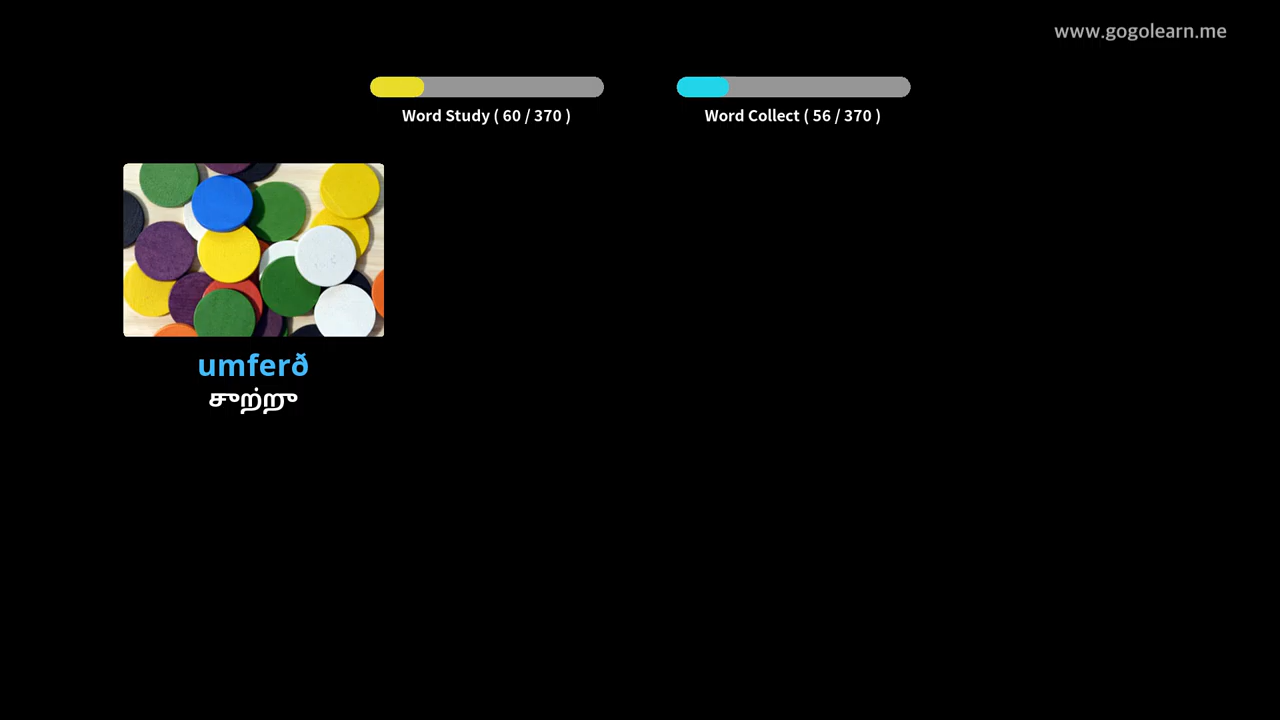 www.gogolearn.me
Word Study ( 60 / 370 )
Word Collect ( 56 / 370 )
umferð
சுற்று